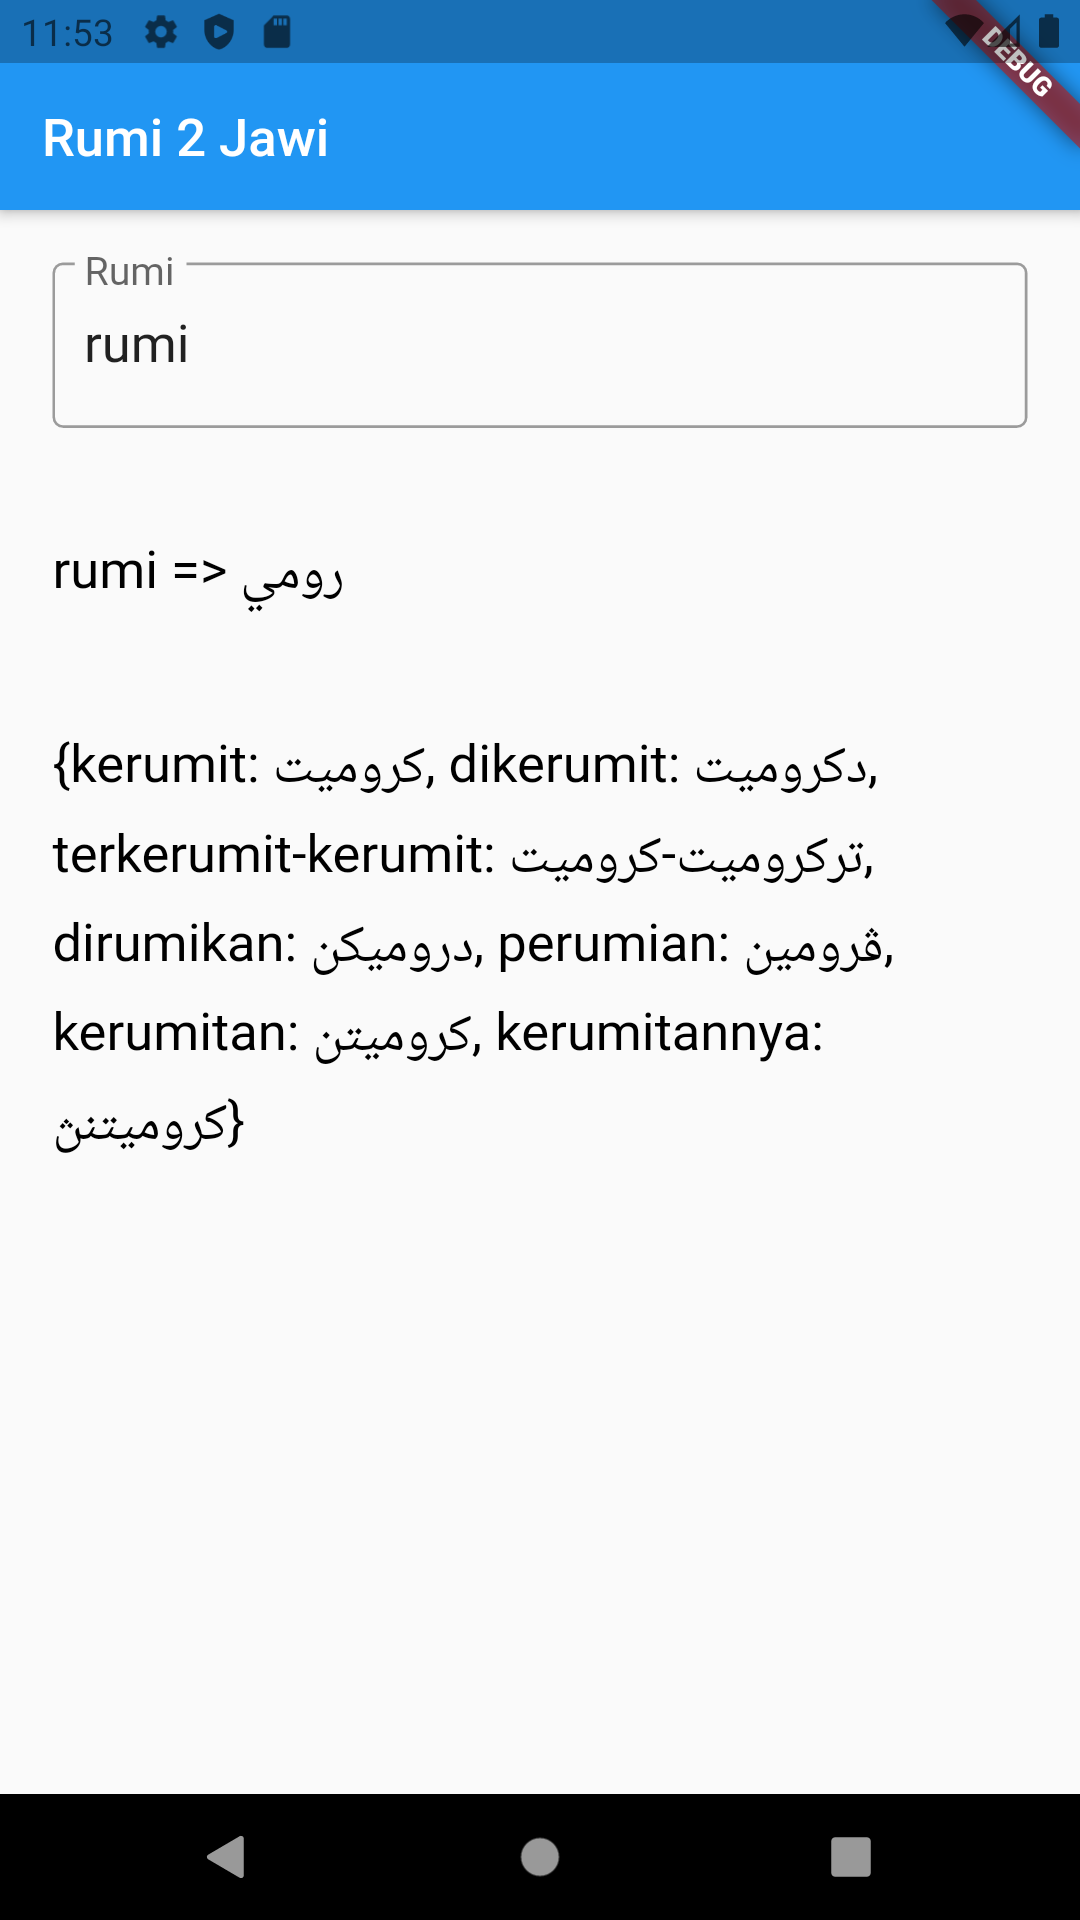 11:53
DEBUG
Rumi 2 Jawi
Rumi
rumi
rumi => رومي
{kerumit: كروميت, dikerumit: دكروميت,
terkerumit-kerumit: تركروميت-كروميت,
dirumikan: دروميكن, perumian: ڤرومين,
kerumitan: كروميتن, kerumitannya:
كروميتنڽ}